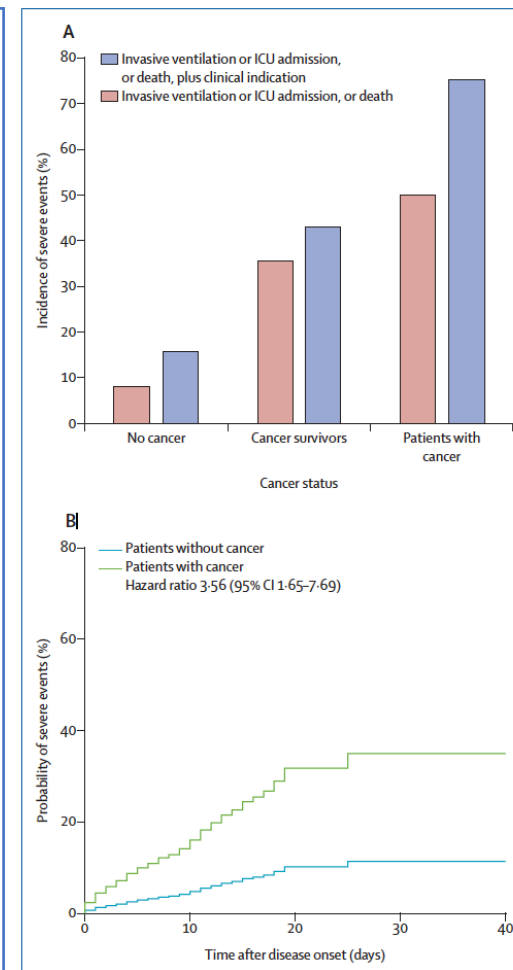 A
80
70
60
50
40
30
20
10
0
Incidence of severe events (%)
Invasive ventilation or ICU admission,
or death, plus clinical indication
Invasive ventilation or ICU admission, or death
No cancer
Cancer survivors
Patients with
cancer
Cancer status
B
80
60
40
20
0
Probability of severe events (%)
Patients without cancer
Patients with cancer
Hazard ratio 3·56 (95% CI 1·65–7·69)
0
10
20
30
40
Time after disease onset (days)